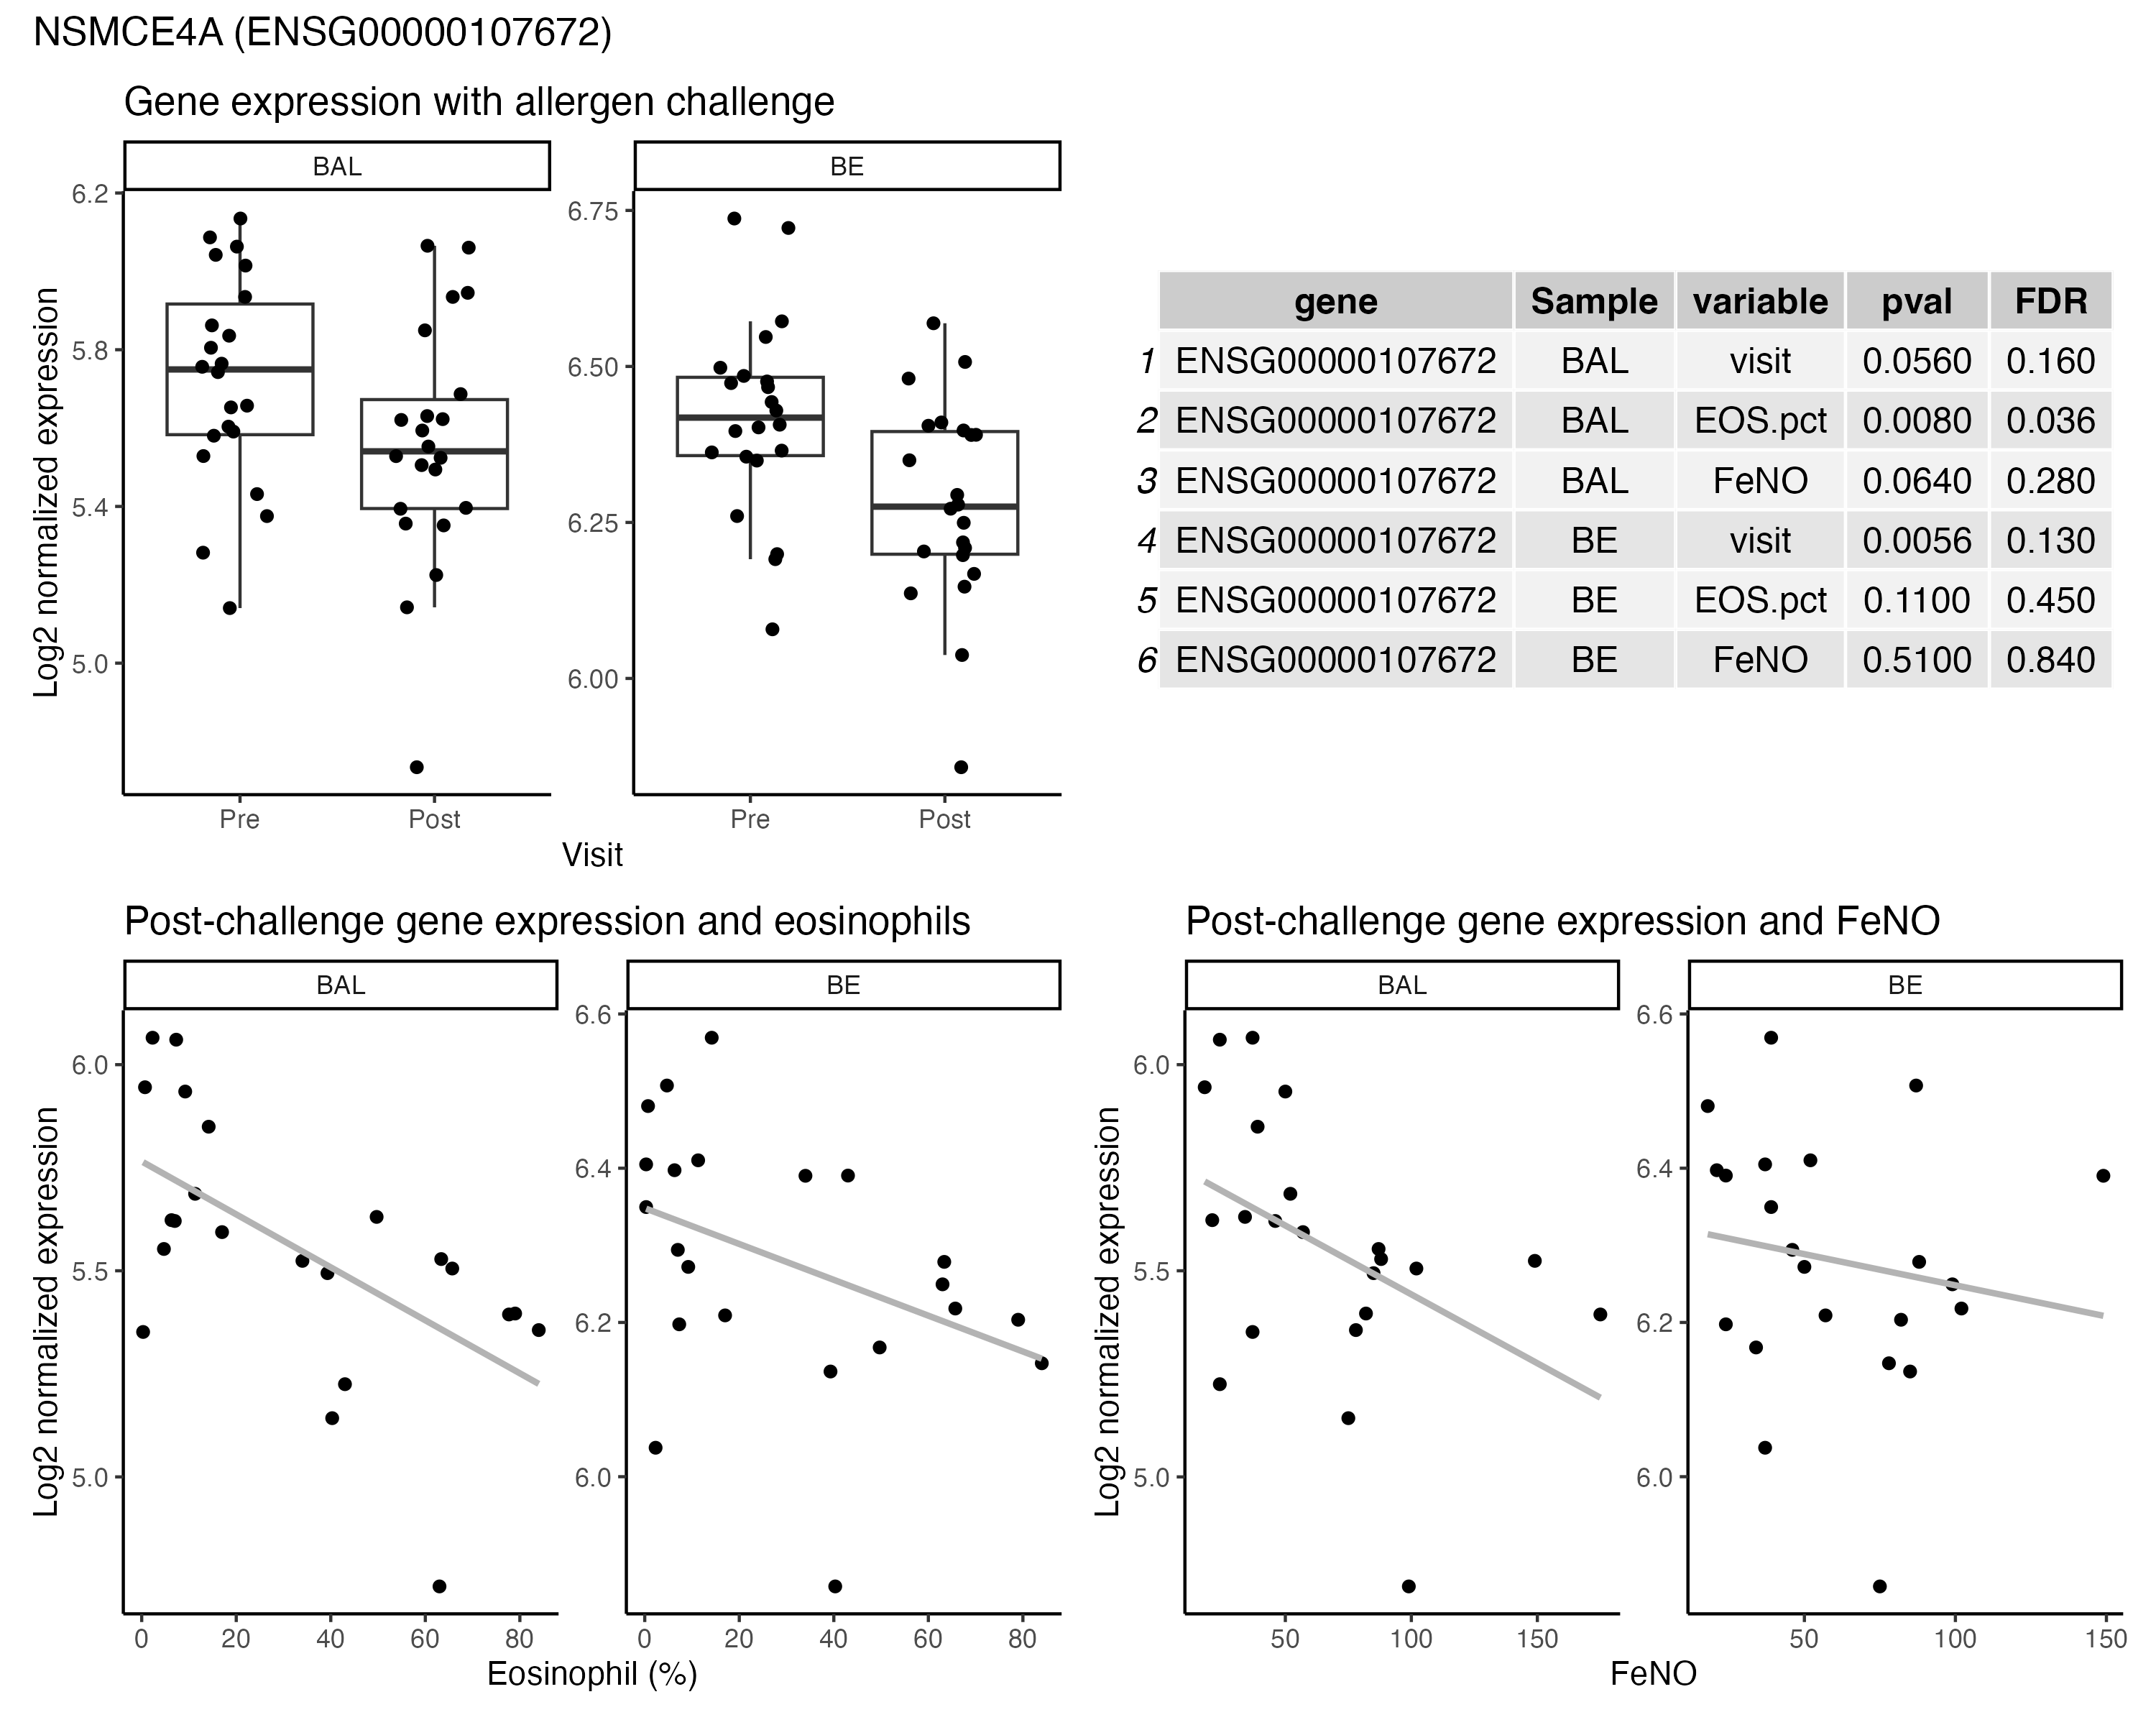 NSMCE4A (ENSG00000107672)
Gene expression with allergen challenge
BAL
BE
Log2 normalized expression
6.2
5.8
5.4
5.0
6.75
6.50
6.25
6.00
Pre
Post
Pre
Post
Visit
gene Sample variable pval FDR
1 ENSG00000107672 BAL visit 0.0560 0.160
2 ENSG00000107672 BAL EOS.pct 0.0080 0.036
3 ENSG00000107672 BAL FeNO 0.0640 0.280
4 ENSG00000107672 BE visit 0.0056 0.130
5 ENSG00000107672 BE EOS.pct 0.1100 0.450
6 ENSG00000107672 BE FeNO 0.5100 0.840
Post-challenge gene expression and eosinophils
BAL
BE
Log2 normalized expression
6.0
5.5
5.0
6.6
6.4
6.2
6.0
0 20 40 60 80
0 20 40 60 80
Eosinophil (%)
Post-challenge gene expression and FeNO
BAL
BE
Log2 normalized expression
6.0
5.5
5.0
6.6
6.4
6.2
6.0
50 100 150
50 100 150
FeNO